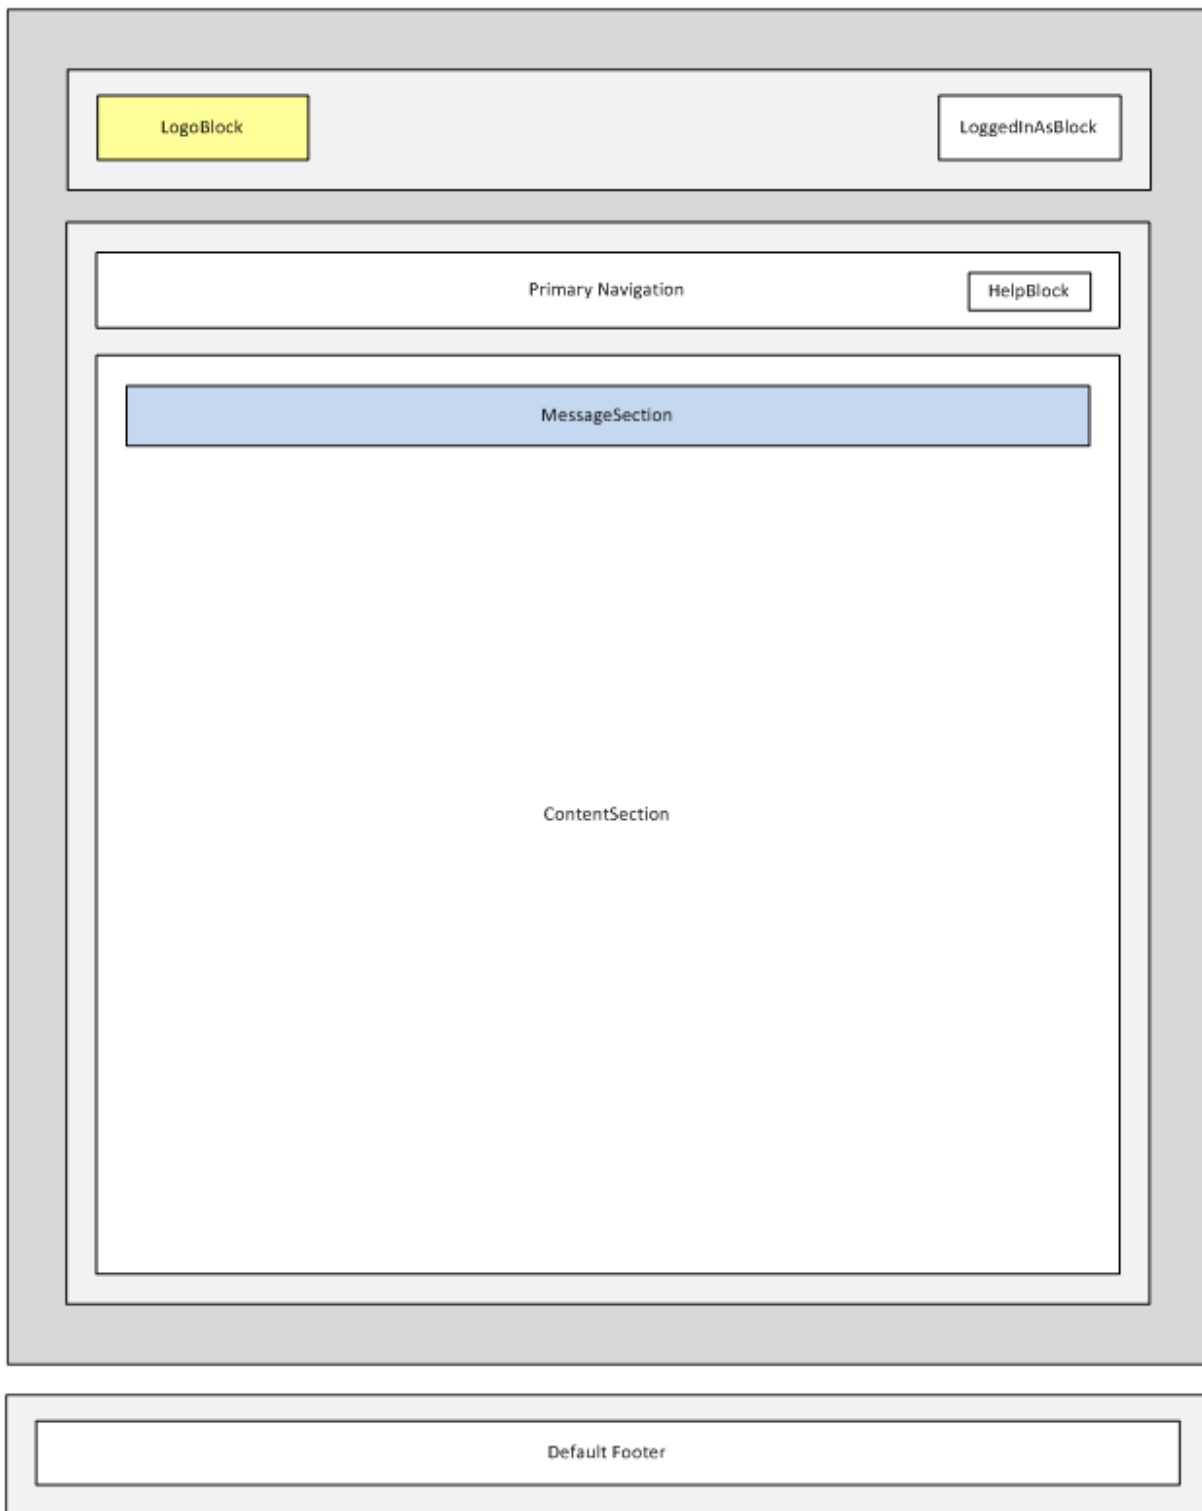 LogoBlock
LoggedInAsBlock
Primary Navigation
HelpBlock
MessageSection
ContentSection
Default Footer